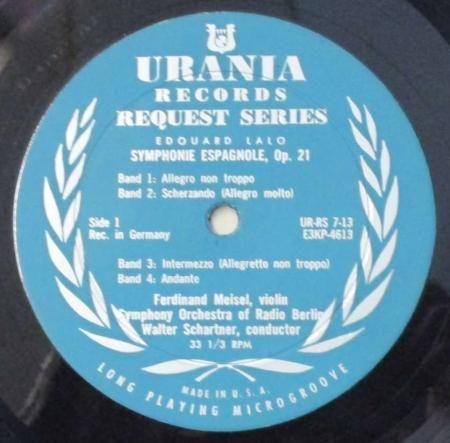 URANIA
RECORDS
REQUEST SERIES
EDOUARD LALO
SYMPHONIE ESPAGNOLE, Op. 21
Band 1: Allegro non troppo
Band 2: Scherzando (Allegro molto)
Side 1 UR-RS 7-13
Rec. in Germany E3KP-4613
Band 3: Intermezzo (Allegretto non troppo)
Band 4: Andante
Ferdinand Meisel, violin
Symphony Orchestra of Radio Berlin
Walter Schartner, conductor
33 1/3 RPM
MADE IN U.S.A.
LONG PLAYING MICROGROOVE